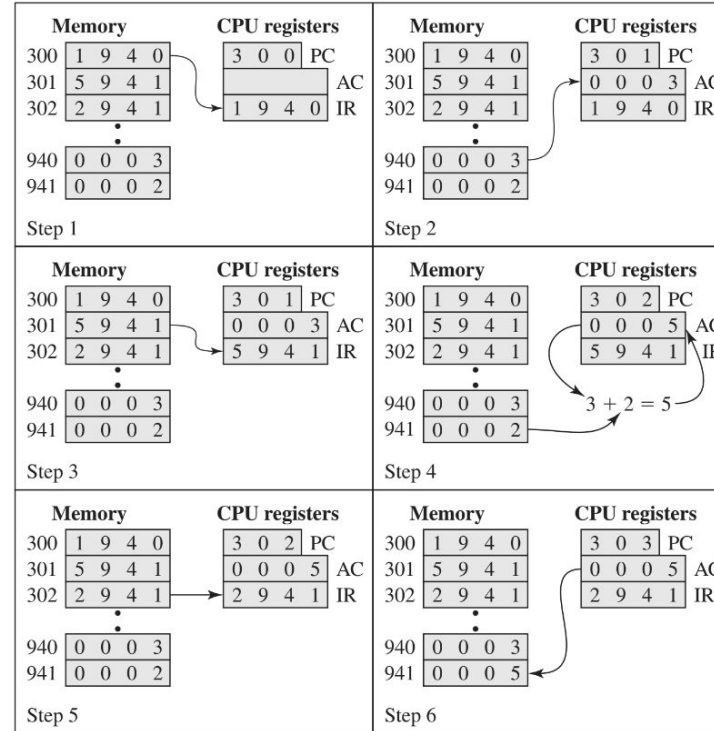 Memory CPU registers
300 1 9 4 0 3 0 0 PC
301 5 9 4 1 AC
302 2 9 4 1 1 9 4 0 IR
940 0 0 0 3
941 0 0 0 2
Step 1
Memory CPU registers
300 1 9 4 0 3 0 1 PC
301 5 9 4 1 0 0 0 3 AC
302 2 9 4 1 1 9 4 0 IR
940 0 0 0 3
941 0 0 0 2
Step 2
Memory CPU registers
300 1 9 4 0 3 0 1 PC
301 5 9 4 1 0 0 0 3 AC
302 2 9 4 1 5 9 4 1 IR
940 0 0 0 3
941 0 0 0 2
Step 3
Memory CPU registers
300 1 9 4 0 3 0 2 PC
301 5 9 4 1 0 0 0 5 AC
302 2 9 4 1 5 9 4 1 IR
940 0 0 0 3 3 + 2 = 5
941 0 0 0 2
Step 4
Memory CPU registers
300 1 9 4 0 3 0 2 PC
301 5 9 4 1 0 0 0 5 AC
302 2 9 4 1 2 9 4 1 IR
940 0 0 0 3
941 0 0 0 2
Step 5
Memory CPU registers
300 1 9 4 0 3 0 3 PC
301 5 9 4 1 0 0 0 5 AC
302 2 9 4 1 2 9 4 1 IR
940 0 0 0 3
941 0 0 0 5
Step 6